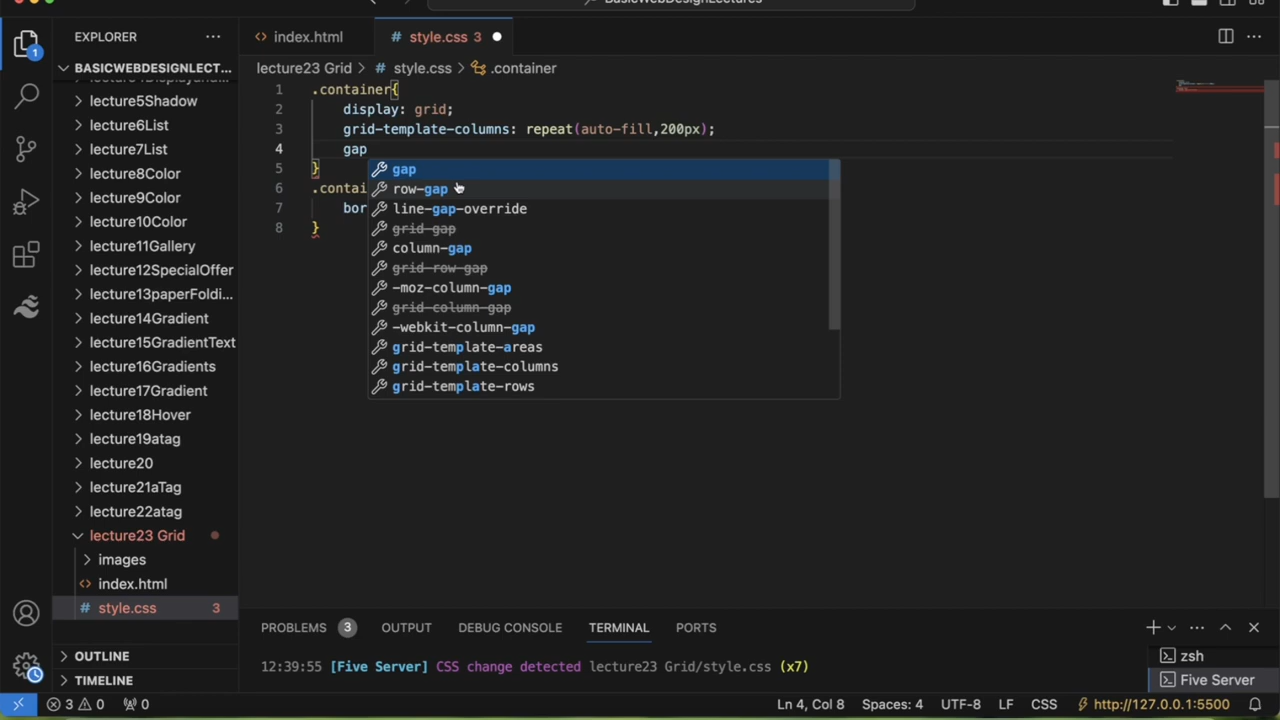 BasicWebDesignLectures
EXPLORER
index.html
style.css 3
BASICWEBDESIGNLECT...
lecture23 Grid > # style.css > .container
lecture5Shadow
lecture6List
lecture7List
lecture8Color
lecture9Color
lecture10Color
lecture11Gallery
lecture12SpecialOffer
lecture13paperFoldi...
lecture14Gradient
lecture15GradientText
lecture16Gradients
lecture17Gradient
lecture18Hover
lecture19atag
lecture20
lecture21aTag
lecture22atag
lecture23 Grid
images
index.html
# style.css 3
OUTLINE
TIMELINE
1 .container{
2 display: grid;
3 grid-template-columns: repeat(auto-fill,200px);
4 gap
5 }
6 .contai
7 bor
8 }
gap
row-gap
line-gap-override
grid-gap
column-gap
grid-row-gap
-moz-column-gap
grid-column-gap
-webkit-column-gap
grid-template-areas
grid-template-columns
grid-template-rows
PROBLEMS 3 OUTPUT DEBUG CONSOLE TERMINAL PORTS
12:39:55 [Five Server] CSS change detected lecture23 Grid/style.css (x7)
zsh
Five Server
3 0 0 Ln 4, Col 8 Spaces: 4 UTF-8 LF CSS http://127.0.0.1:5500